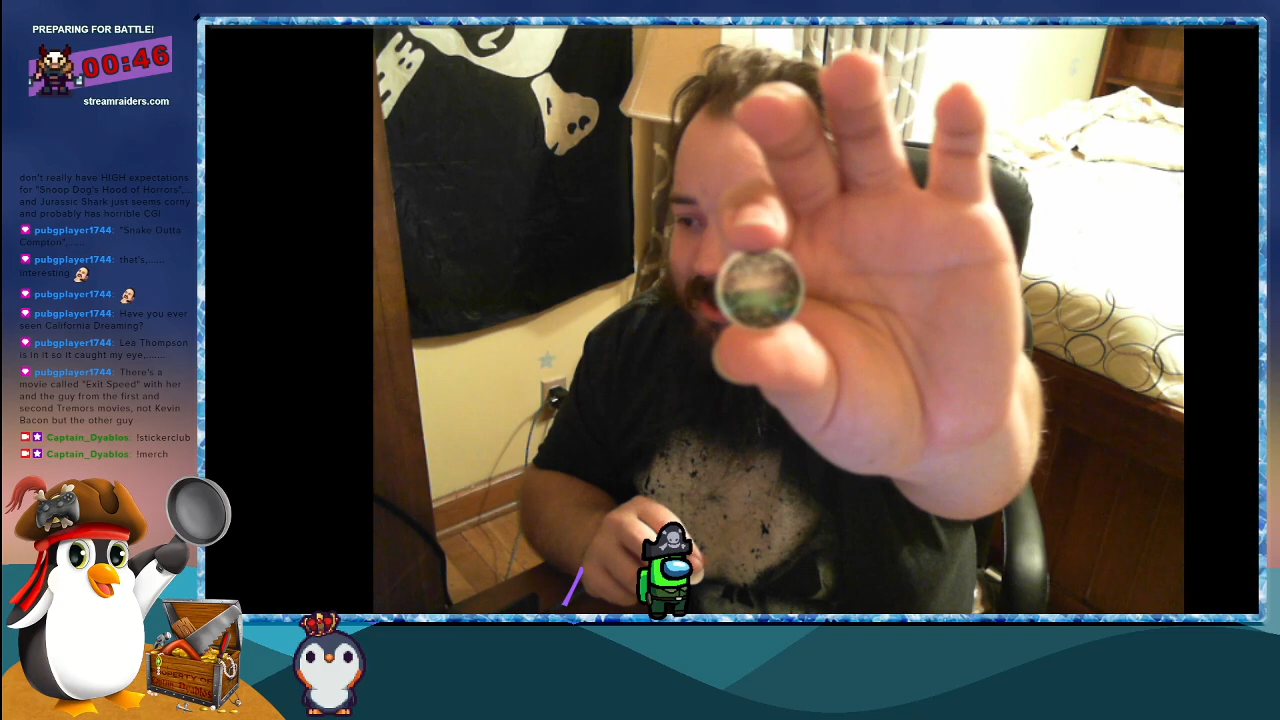 PREPARING FOR BATTLE!
00:46
streamraiders.com
don't really have HIGH expectations
for "Snoop Dog's Hood of Horrors",...
and Jurassic Shark just seems corny
and probably has horrible CGI
pubgplayer1744: "Snake Outta
Compton",......
pubgplayer1744: that's,......
Interesting
pubgplayer1744:
pubgplayer1744: Have you ever
seen California Dreaming?
pubgplayer1744: Lea Thompson
is in it so it caught my eye,.......
pubgplayer1744: There's a
movie called "Exit Speed" with her
and the guy from the first and
second Tremors movies, not Kevin
Bacon but the other guy
Captain_Dyablos: !stickerclub
Captain_Dyablos: !merch
PROPERTY OF